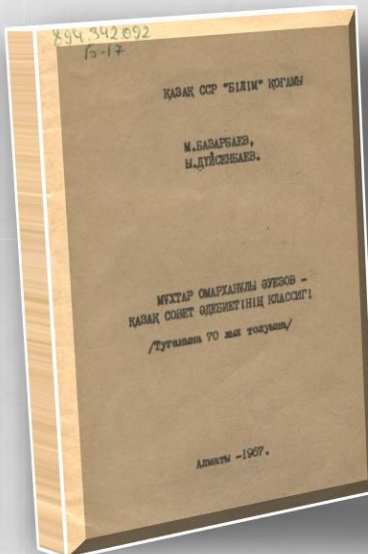 894.342.092
Б-17
ҚАЗАҚ ССР "БІЛІМ" ҚОҒАМЫ
М.БАЗАРБАЕВ,
Ы.ДҮЙСЕНБАЕВ.
МҰХТАР ОМАРХАНҰЛЫ ӘУЕЗОВ –
ҚАЗАҚ СОВЕТ ӘДЕБИЕТІНІҢ КЛАССИГІ
/Туғанына 70 жыл толуына/
Алматы -1967.